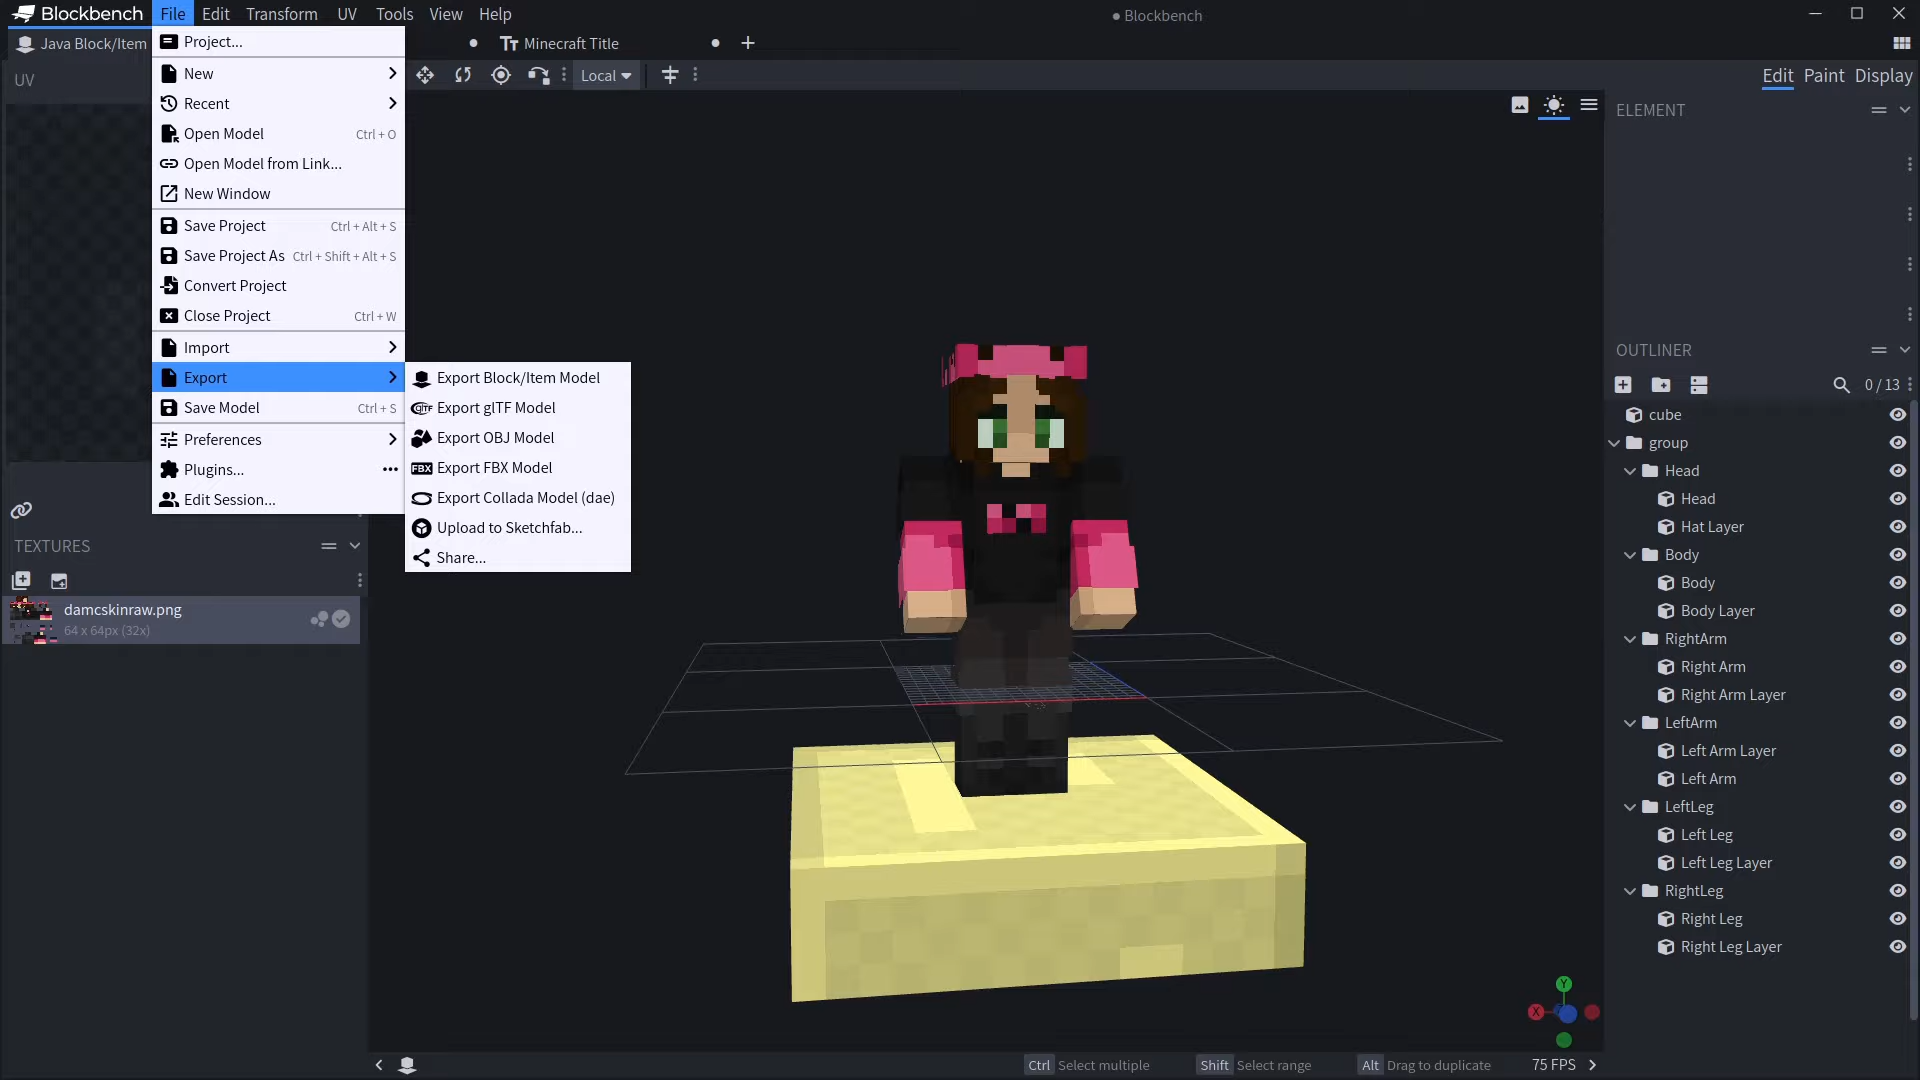 Blockbench File Edit Transform UV Tools View Help ● Blockbench
Java Block/Item
Minecraft Title
Local
Edit Paint Display
UV
Project...
New
Recent
Open Model Ctrl + O
Open Model from Link...
New Window
Save Project Ctrl + Alt + S
Save Project As Ctrl + Shift + Alt + S
Convert Project
Close Project Ctrl + W
Import
Export
Save Model Ctrl + S
Preferences
Plugins...
Edit Session...
Export Block/Item Model
glTF Export glTF Model
Export OBJ Model
FBX Export FBX Model
Export Collada Model (dae)
Upload to Sketchfab...
Share...
TEXTURES
damcskinraw.png
64 x 64px (32x)
ELEMENT
OUTLINER
0 / 13
cube
group
Head
Head
Hat Layer
Body
Body
Body Layer
RightArm
Right Arm
Right Arm Layer
LeftArm
Left Arm Layer
Left Arm
LeftLeg
Left Leg
Left Leg Layer
RightLeg
Right Leg
Right Leg Layer
Y
X
Ctrl Select multiple Shift Select range Alt Drag to duplicate 75 FPS